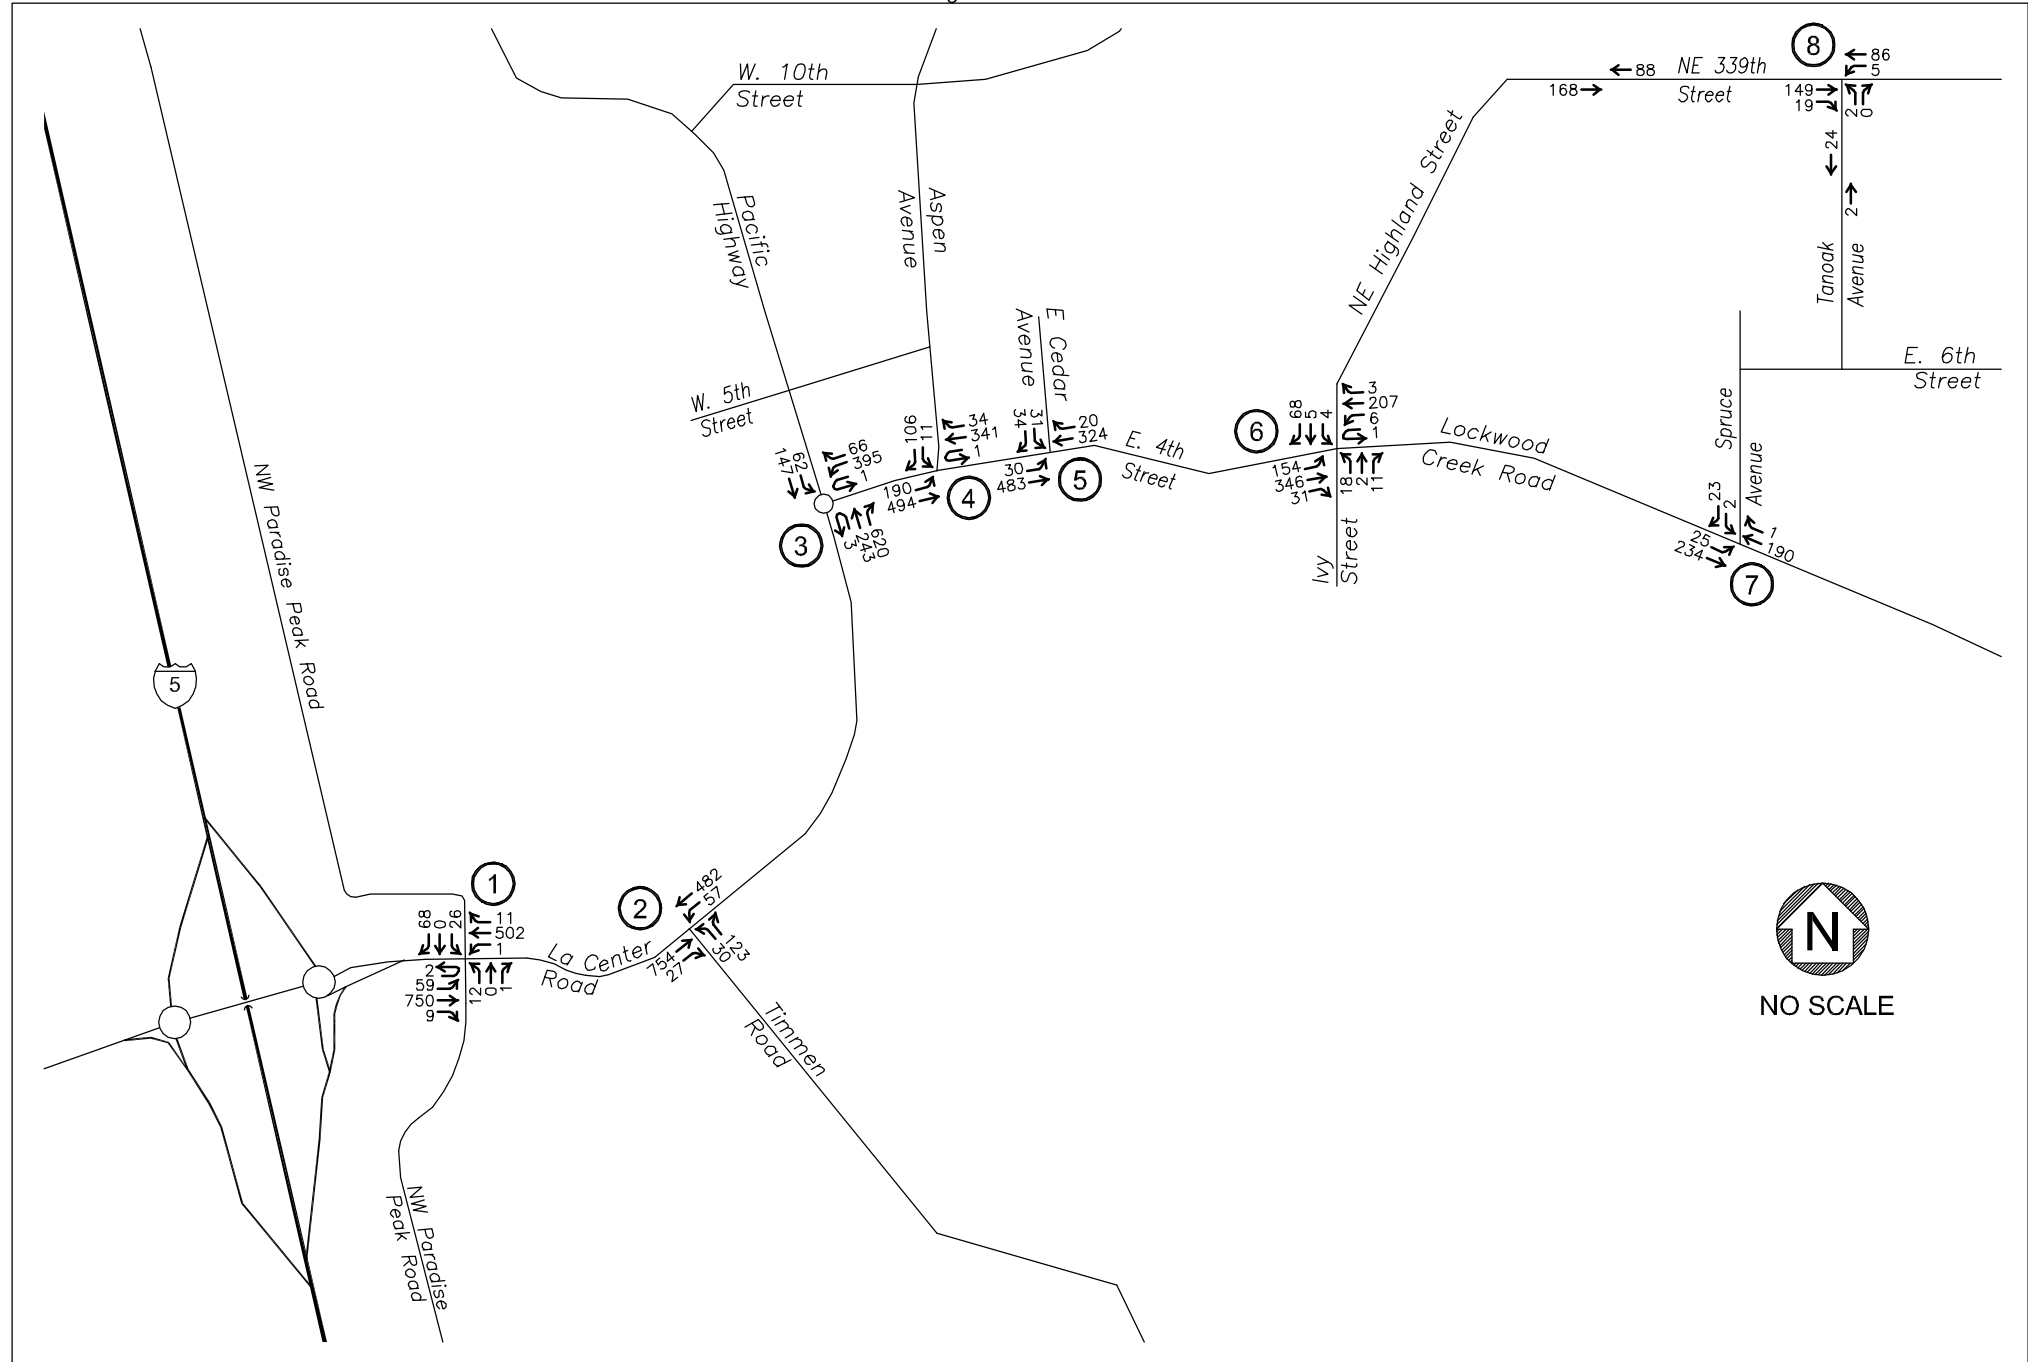 W. 10th
Street
8
86
5
88
NE 339th
Street
168
149
19
2
0
24
2
Tanoak
Avenue
NE Highland Street
Pacific
Highway
Aspen
Avenue
E Cedar
Avenue
W. 5th
Street
E. 6th
Street
Spruce
Avenue
147
62
66
395
1
3
243
620
3
106
11
34
341
1
190
494
4
34
31
20
324
30
483
5
E. 4th
Street
6
68
5
4
3
207
6
1
154
346
31
18
2
11
Ivy
Street
Lockwood
Creek Road
23
2
1
190
25
234
7
NW Paradise Peak Road
5
1
68
0
26
11
502
1
2
59
750
9
12
0
1
La Center
Road
2
482
57
754
27
30
123
Timmen
Road
NW Paradise
Peak Road
N
NO SCALE